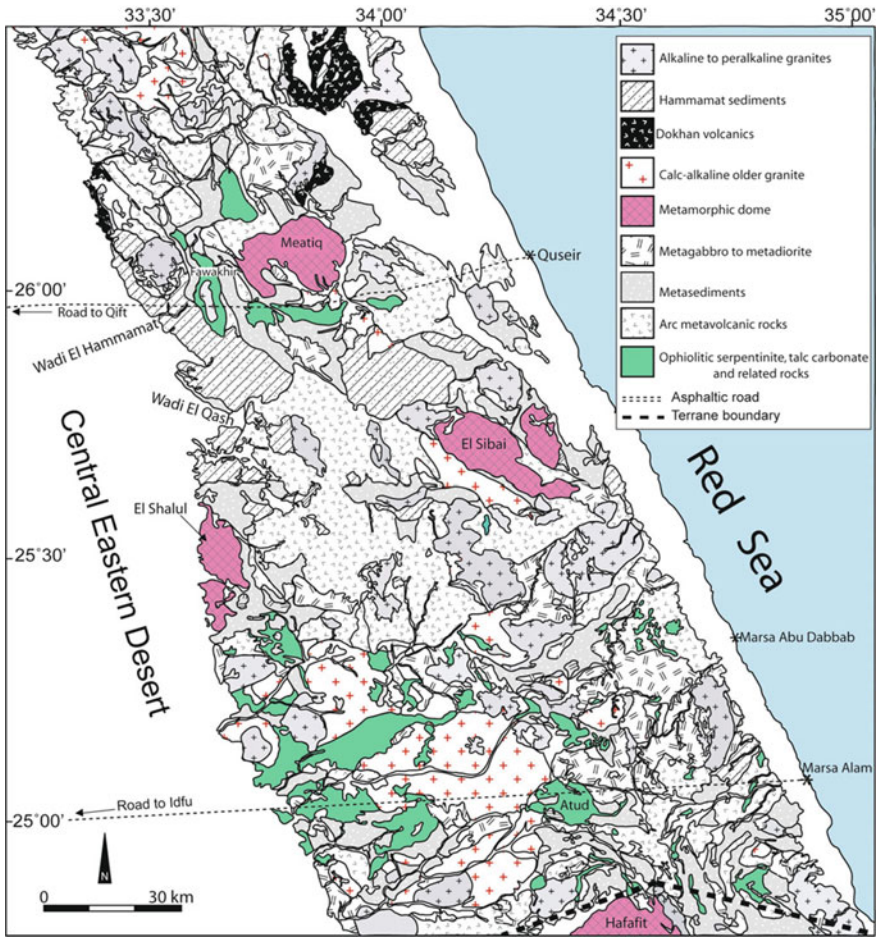 33,°30'
34,°00'
34,°30'
35,°00'
Alkaline to peralkaline granites
Hammamat sediments
Dokhan volcanics
Calc-alkaline older granite
Metamorphic dome
Metagabbro to metadiorite
Metasediments
Arc metavolcanic rocks
Ophiolitic serpentinite, talc carbonate
and related rocks
Asphaltic road
Terrane boundary
Meatiq
Quseir
Fawakhir
26°00'
Road to Qift
Wadi El Hammamat
Wadi El Qash
El Sibai
El Shalul
25°30'
Central Eastern Desert
Red Sea
Marsa Abu Dabbab
Marsa Alam
Road to Idfu
Atud
25°00'
N
0
30 km
Hafafit